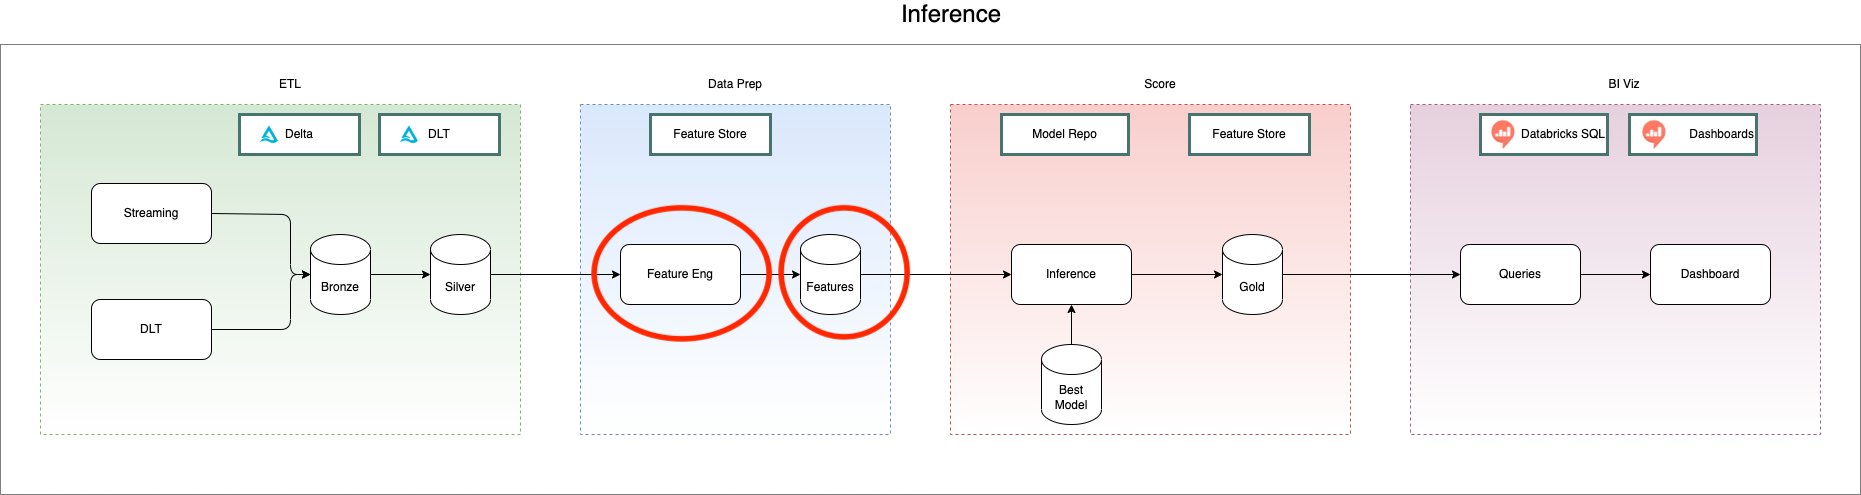 Inference
ETL
Data Prep
Score
BI Viz
Delta
DLT
Feature Store
Model Repo
Feature Store
Databricks SQL
Dashboards
Streaming
DLT
Bronze
Silver
Feature Eng
Features
Inference
Best
Model
Gold
Queries
Dashboard